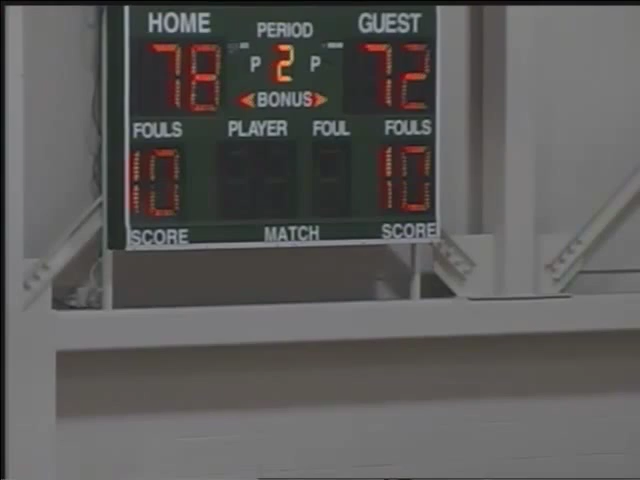 HOME PERIOD GUEST
78 P 2 P 72
BONUS
FOULS PLAYER FOUL FOULS
10 10
SCORE MATCH SCORE